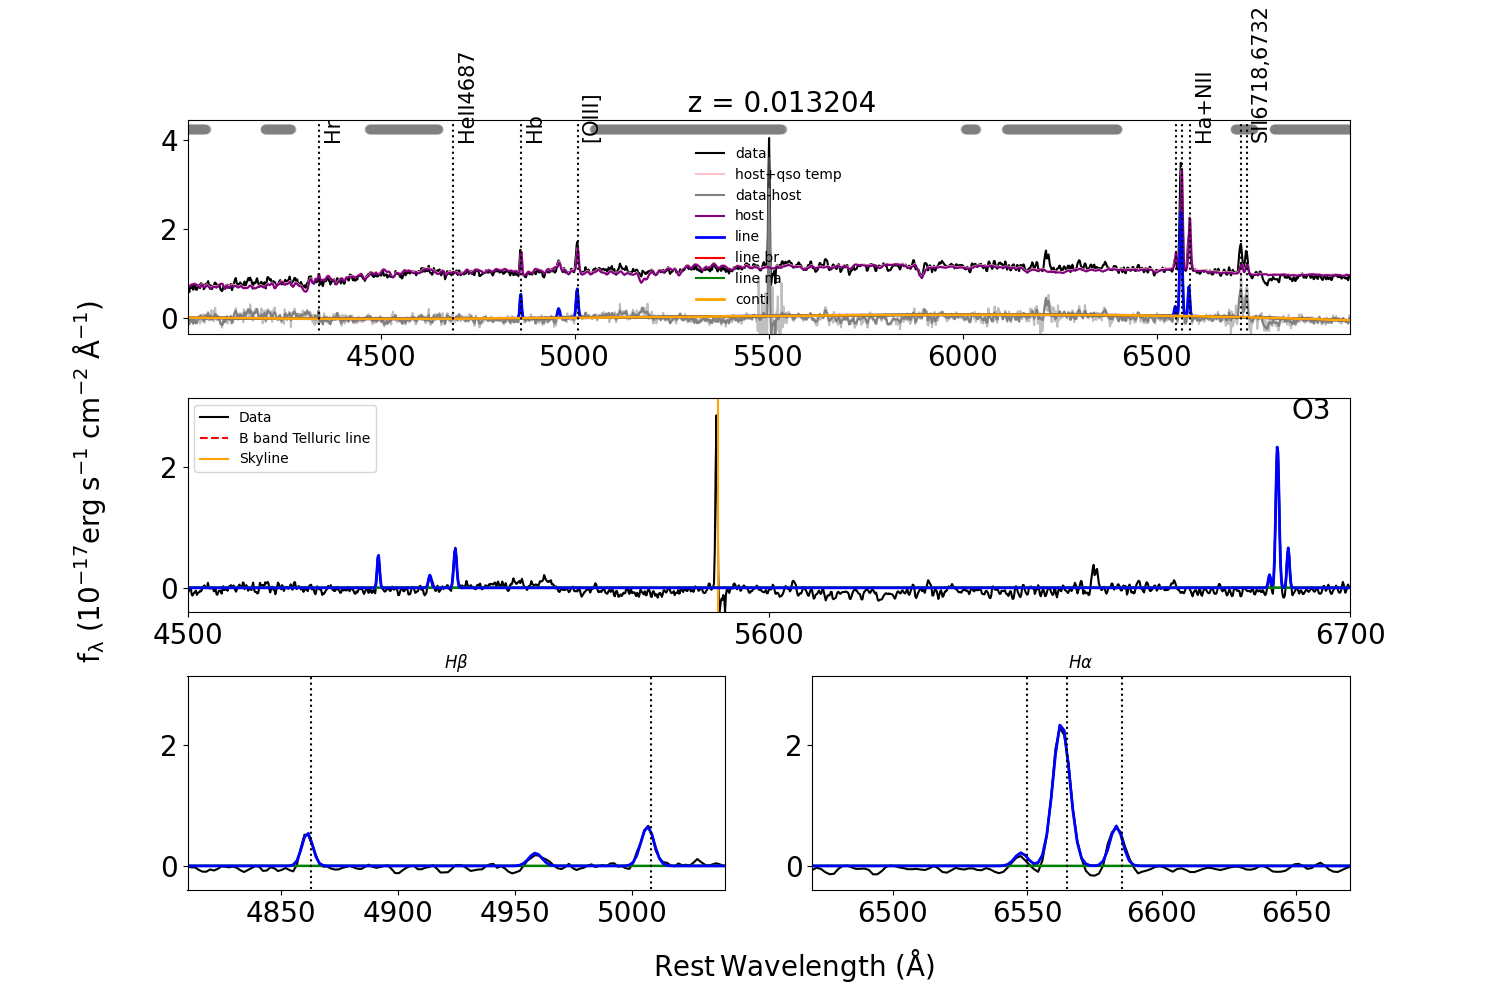 z = 0.013204
Hr
HeII4687
Hb
[OIII]
Ha+NII
SII6718,6732
4
2
0
data
host+qso temp
data-host
host
line
line br
line na
conti
4500 5000 5500 6000 6500
fλ (10⁻¹⁷erg s⁻¹ cm⁻² Å⁻¹)
O3
Data
B band Telluric line
Skyline
2
0
4500 5600 6700
Hβ
2
0
4850 4900 4950 5000
Hα
2
0
6500 6550 6600 6650
Rest Wavelength (Å)